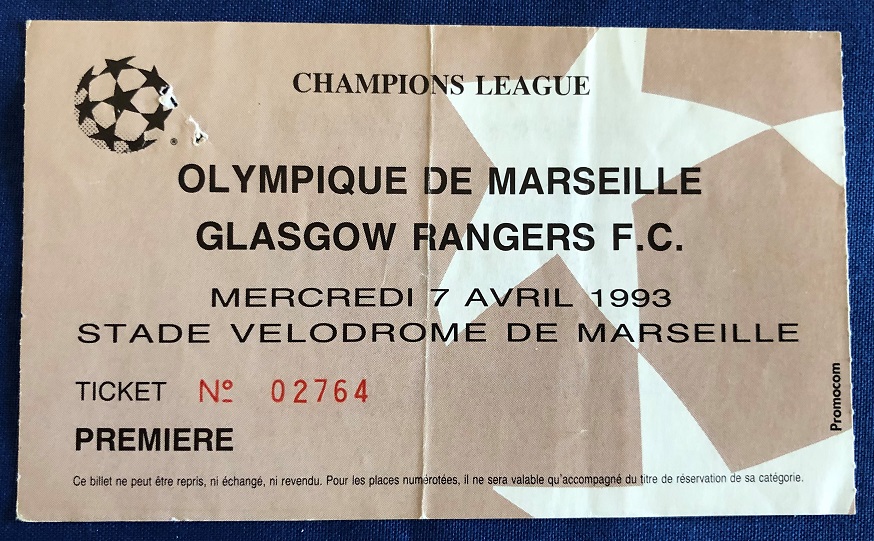 CHAMPIONS LEAGUE
OLYMPIQUE DE MARSEILLE
GLASGOW RANGERS F.C.
MERCREDI 7 AVRIL 1993
STADE VELODROME DE MARSEILLE
TICKET Nº 02764
PREMIERE
Promocom
Ce billet ne peut être repris, ni échangé, ni revendu. Pour les places numérotées, il ne sera valable qu'accompagné du titre de réservation de sa catégorie.